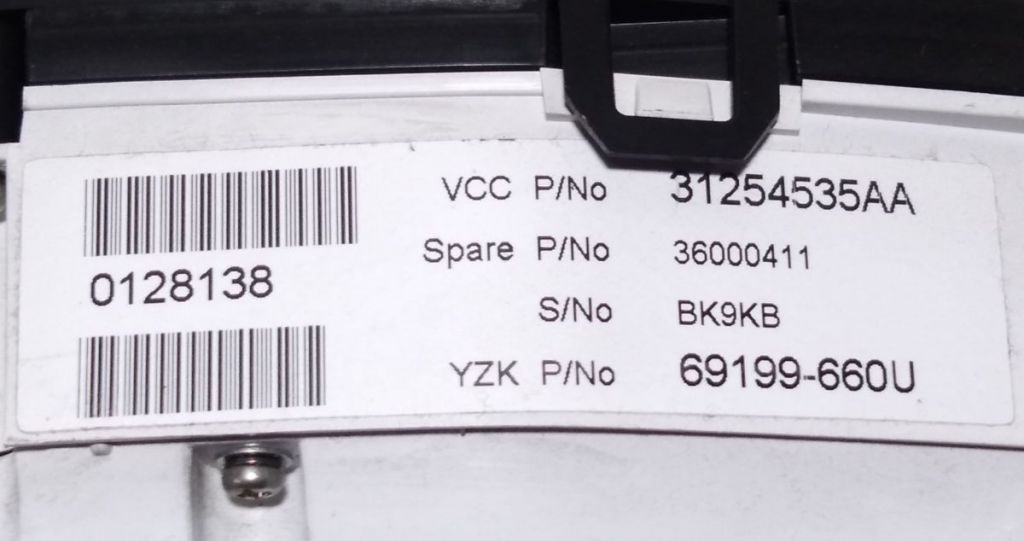 0128138
VCC P/No 31254535AA
Spare P/No 36000411
S/No BK9KB
YZK P/No 69199-660U